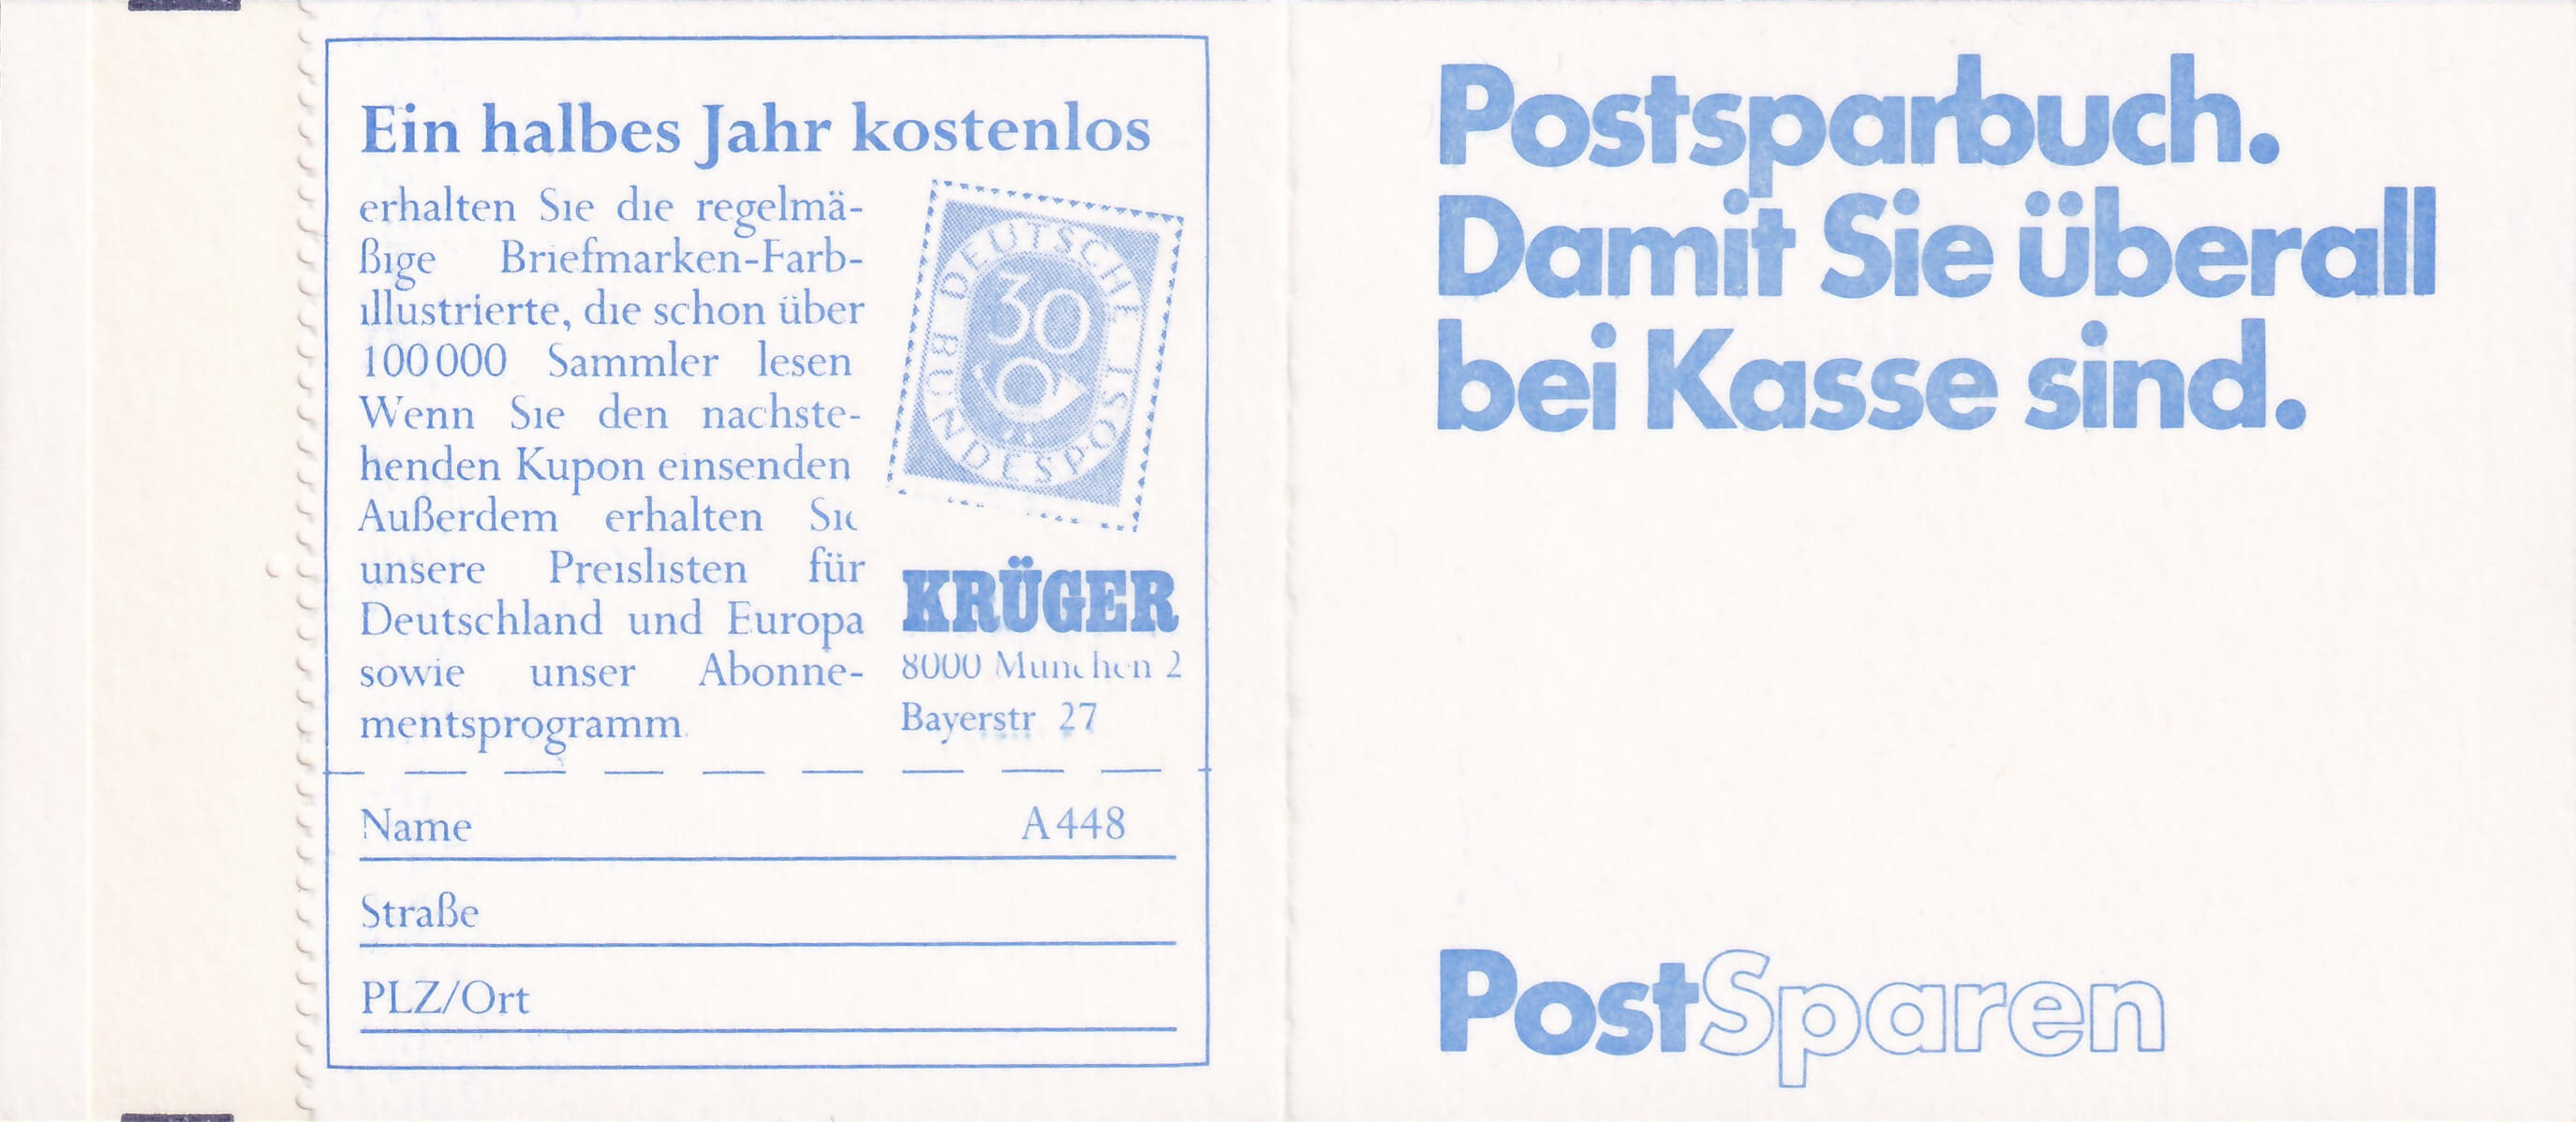 Ein halbes Jahr kostenlos
erhalten Sie die regelmä-
ßige Briefmarken-Farb-
illustrierte, die schon über
100 000 Sammler lesen
Wenn Sie den nachste-
henden Kupon einsenden
Außerdem erhalten Sie
unsere Preislisten für
Deutschland und Europa
sowie unser Abonne-
mentsprogramm.
DEUTSCHE BUNDESPOST
30
KRÜGER
8000 München 2
Bayerstr 27
Name A 448
Straße
PLZ/Ort
Postsparbuch.
Damit Sie überall
bei Kasse sind.
PostSparen